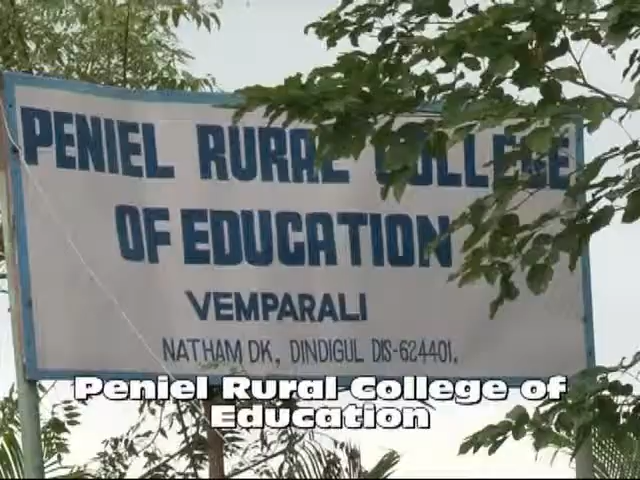 PENIEL RURAL COLLEGE
OF EDUCATION
VEMPARALI
NATHAM DK, DINDIGUL DIS-624401.
Peniel Rural College of
Education